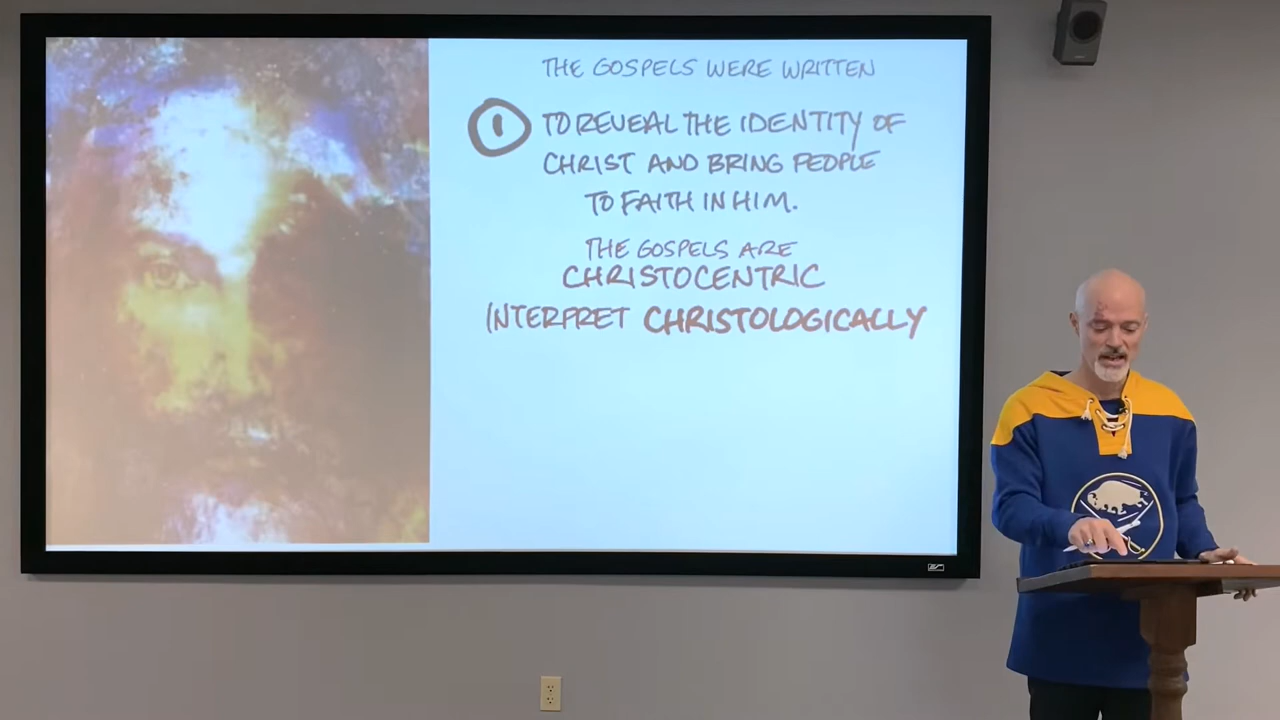 THE GOSPELS WERE WRITTEN
1 TO REVEAL THE IDENTITY OF
CHRIST AND BRING PEOPLE
TO FAITH IN HIM.
THE GOSPELS ARE
CHRISTOCENTRIC
INTERPRET CHRISTOLOGICALLY